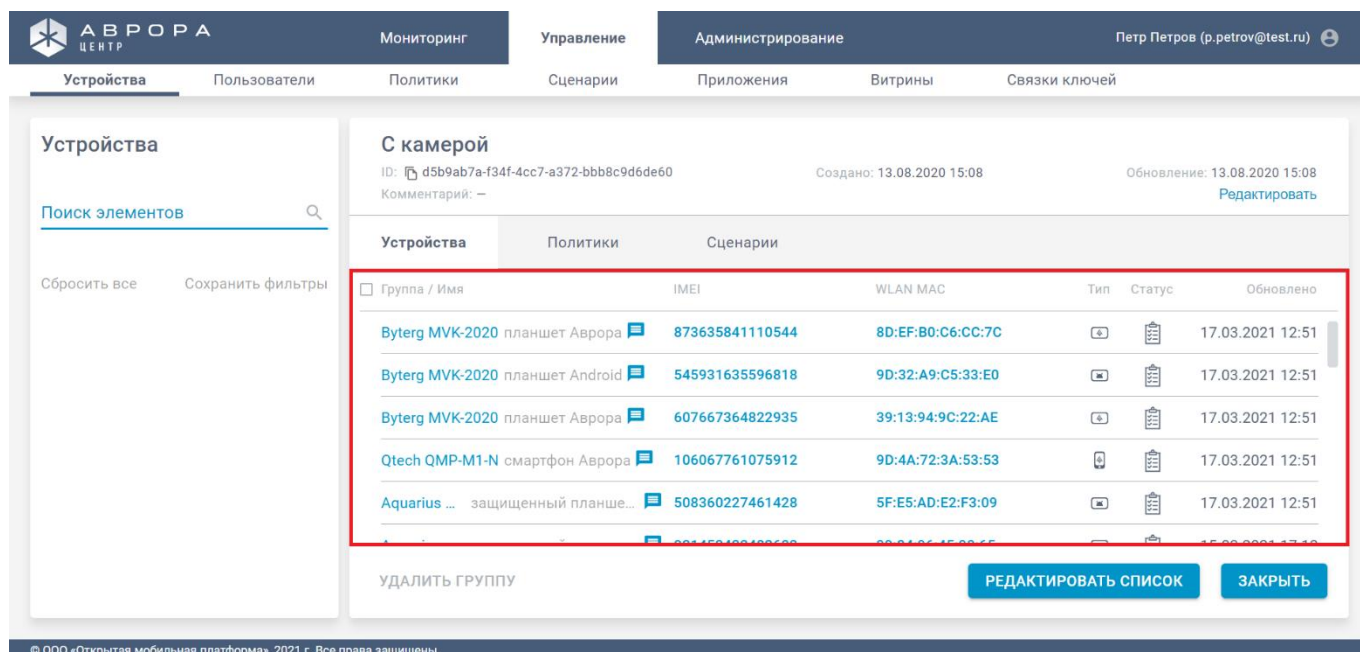 АВРОРА
ЦЕНТР
Мониторинг Управление Администрирование Петр Петров (p.petrov@test.ru)
Устройства Пользователи Политики Сценарии Приложения Витрины Связки ключей
Устройства
Поиск элементов
Сбросить все Сохранить фильтры
С камерой
ID: d5b9ab7a-f34f-4cc7-a372-bbb8c9d6de60 Создано: 13.08.2020 15:08 Обновление: 13.08.2020 15:08
Комментарий: — Редактировать
Устройства Политики Сценарии
Группа / Имя IMEI WLAN MAC Тип Статус Обновлено
Byterg MVK-2020 планшет Аврора 873635841110544 8D:EF:B0:C6:CC:7C 17.03.2021 12:51
Byterg MVK-2020 планшет Android 545931635596818 9D:32:A9:C5:33:E0 17.03.2021 12:51
Byterg MVK-2020 планшет Аврора 607667364822935 39:13:94:9C:22:AE 17.03.2021 12:51
Qtech QMP-M1-N смартфон Аврора 106067761075912 9D:4A:72:3A:53:53 17.03.2021 12:51
Aquarius ... защищенный планше... 508360227461428 5F:E5:AD:E2:F3:09 17.03.2021 12:51
УДАЛИТЬ ГРУППУ РЕДАКТИРОВАТЬ СПИСОК ЗАКРЫТЬ
© ООО «Открытая мобильная платформа», 2021 г. Все права защищены